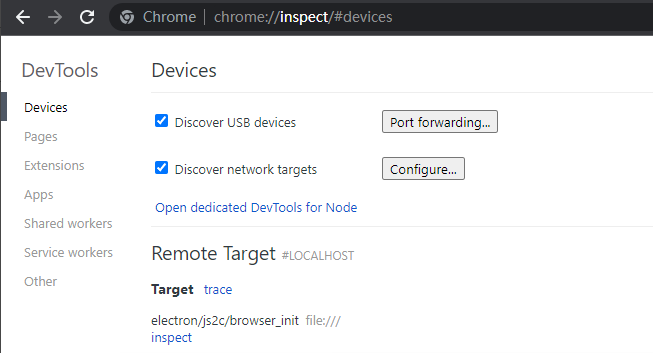 Chrome | chrome://inspect/#devices
DevTools
Devices
Pages
Extensions
Apps
Shared workers
Service workers
Other
Devices
Discover USB devices
Port forwarding...
Discover network targets
Configure...
Open dedicated DevTools for Node
Remote Target #LOCALHOST
Target trace
electron/js2c/browser_init file:///
inspect